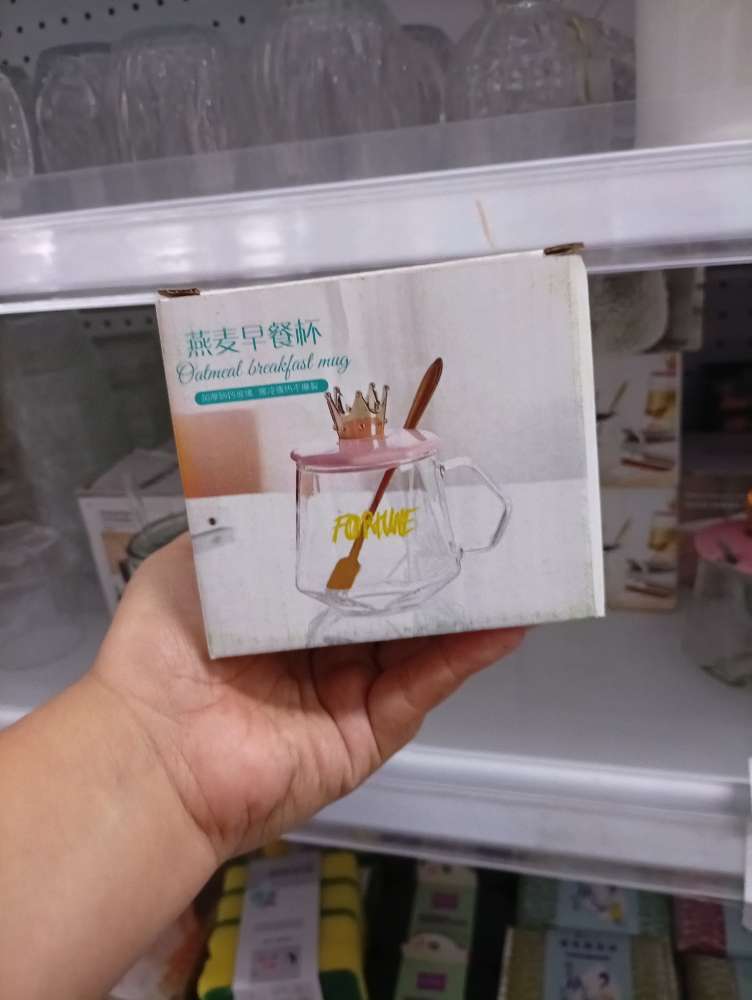 燕麦早餐杯
Oatmeal breakfast mug
FORTUNE